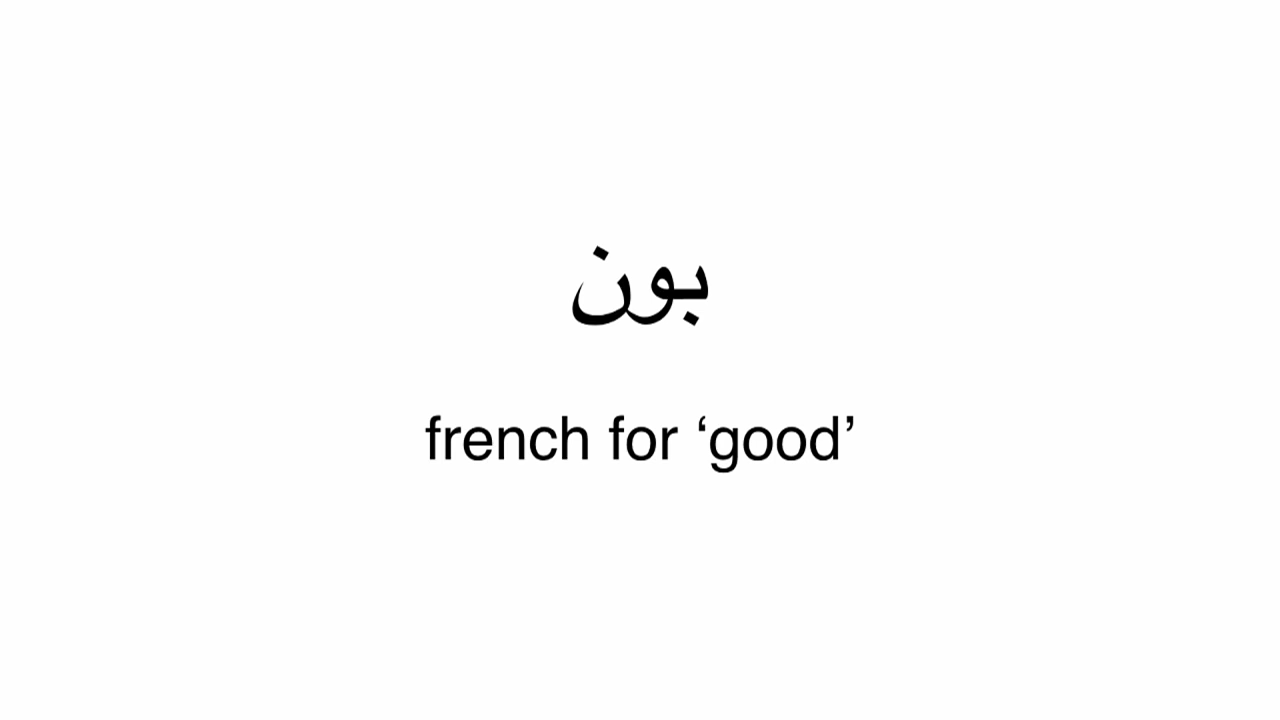 بون
french for ‘good’